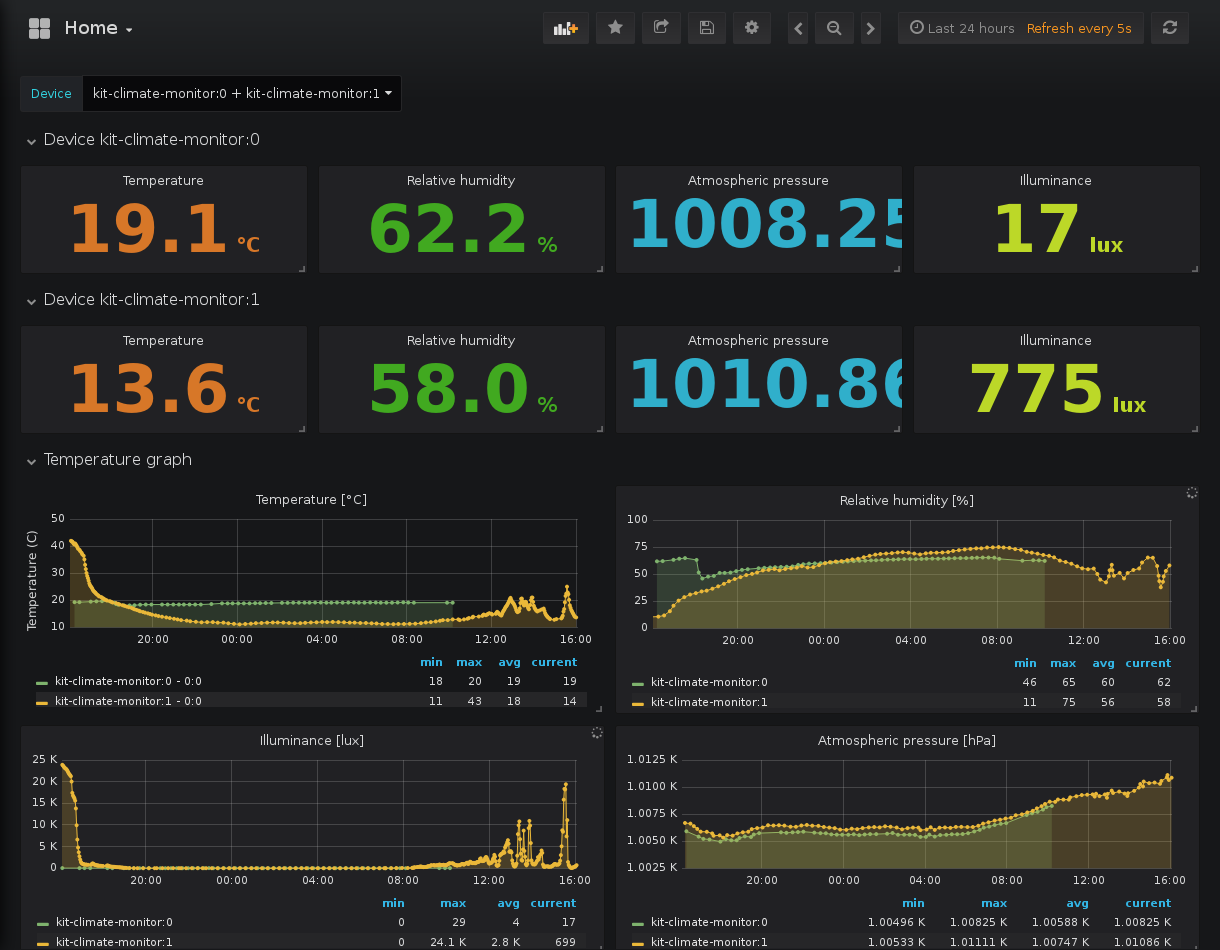 Home
Last 24 hours Refresh every 5s
Device kit-climate-monitor:0 + kit-climate-monitor:1
Device kit-climate-monitor:0
Temperature Relative humidity Atmospheric pressure Illuminance
19.1 °C 62.2 % 1008.25 17 lux
Device kit-climate-monitor:1
Temperature Relative humidity Atmospheric pressure Illuminance
13.6 °C 58.0 % 1010.86 775 lux
Temperature graph
Temperature [°C]
Temperature (C)
50
40
30
20
10
20:00 00:00 04:00 08:00 12:00 16:00
min max avg current
kit-climate-monitor:0 - 0:0 18 20 19 19
kit-climate-monitor:1 - 0:0 11 43 18 14
Relative humidity [%]
100
75
50
25
0
20:00 00:00 04:00 08:00 12:00 16:00
min max avg current
kit-climate-monitor:0 46 65 60 62
kit-climate-monitor:1 11 75 56 58
Illuminance [lux]
25 K
20 K
15 K
10 K
5 K
0
20:00 00:00 04:00 08:00 12:00 16:00
min max avg current
kit-climate-monitor:0 0 29 4 17
kit-climate-monitor:1 0 24.1 K 2.8 K 699
Atmospheric pressure [hPa]
1.0125 K
1.0100 K
1.0075 K
1.0050 K
1.0025 K
20:00 00:00 04:00 08:00 12:00 16:00
min max avg current
kit-climate-monitor:0 1.00496 K 1.00825 K 1.00588 K 1.00825 K
kit-climate-monitor:1 1.00533 K 1.01111 K 1.00747 K 1.01086 K